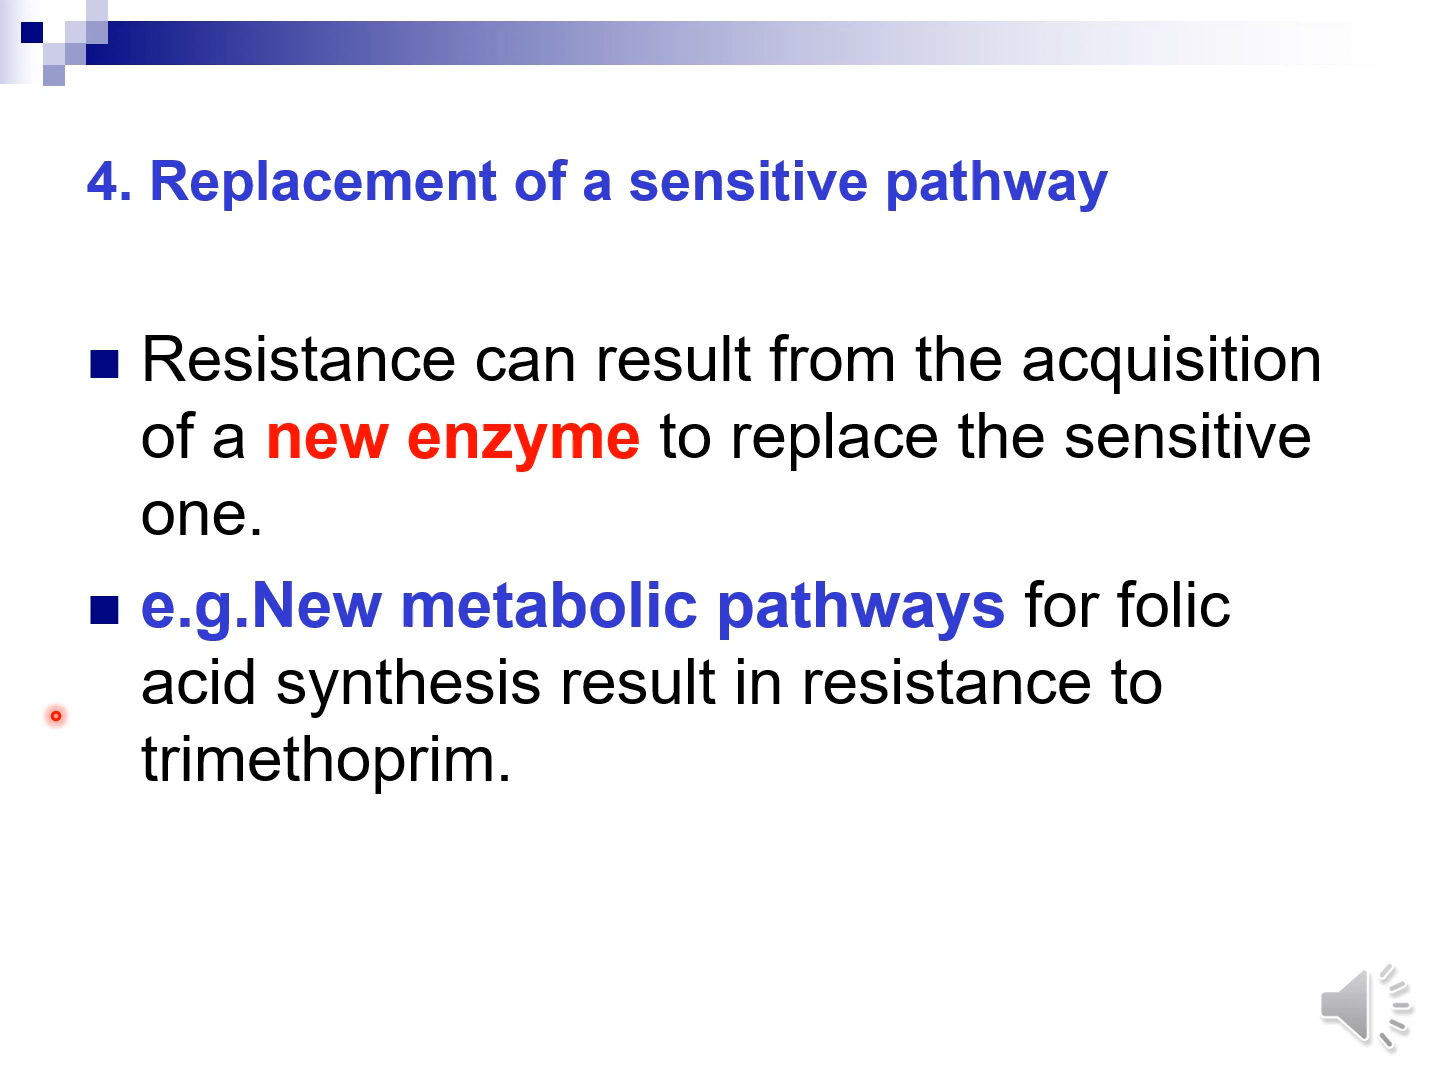 4. Replacement of a sensitive pathway
Resistance can result from the acquisition
of a new enzyme to replace the sensitive
one.
e.g.New metabolic pathways for folic
acid synthesis result in resistance to
trimethoprim.